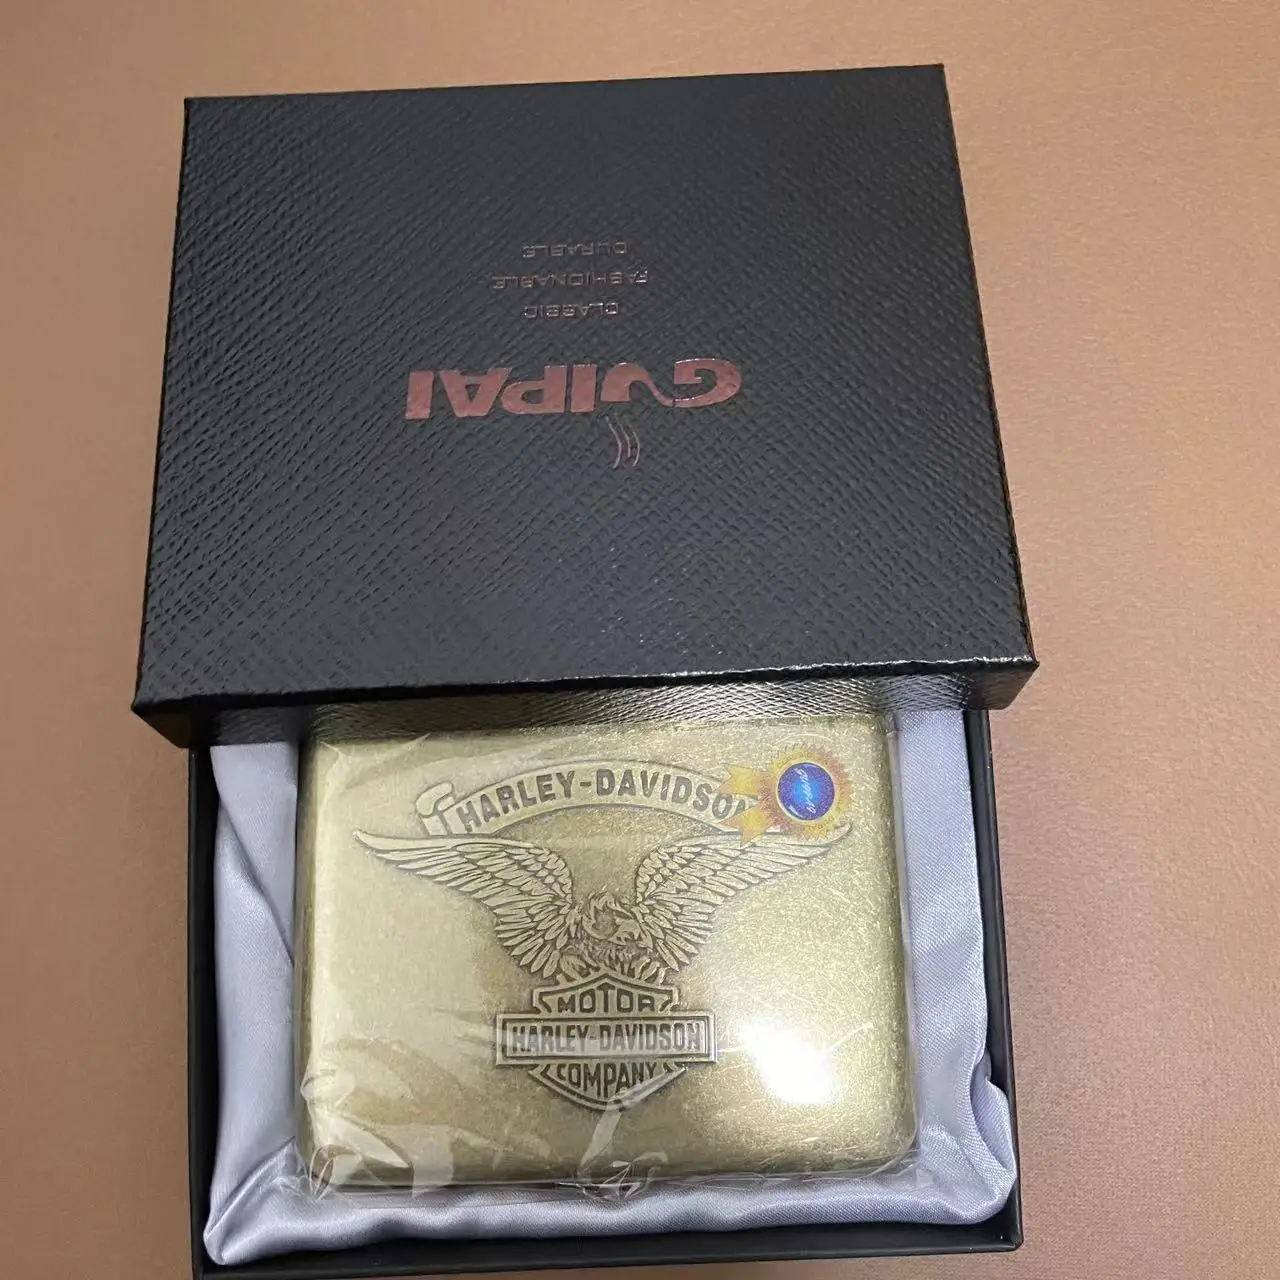 GUIPAI
CLASSIC
FASHIONABLE
DURABLE
HARLEY-DAVIDSON
MOTOR
HARLEY-DAVIDSON
COMPANY